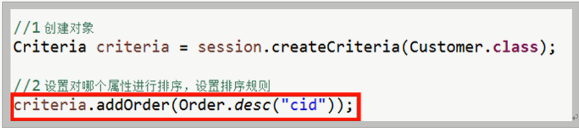 //1 创建对象
Criteria criteria = session.createCriteria(Customer.class);
//2 设置对哪个属性进行排序，设置排序规则
criteria.addOrder(Order.desc("cid"));